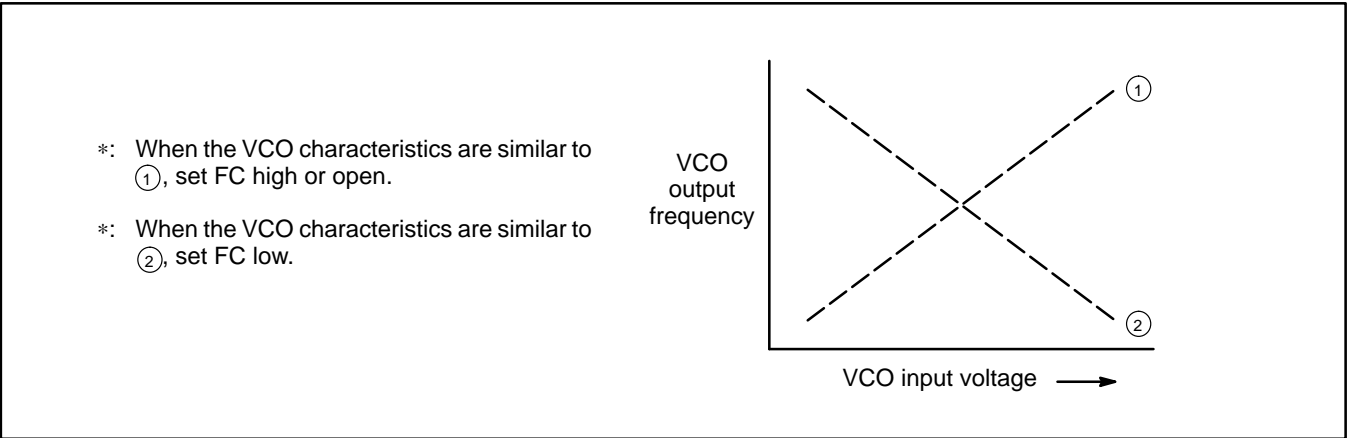 *: When the VCO characteristics are similar to
①, set FC high or open.
*: When the VCO characteristics are similar to
②, set FC low.
VCO
output
frequency
①
②
VCO input voltage